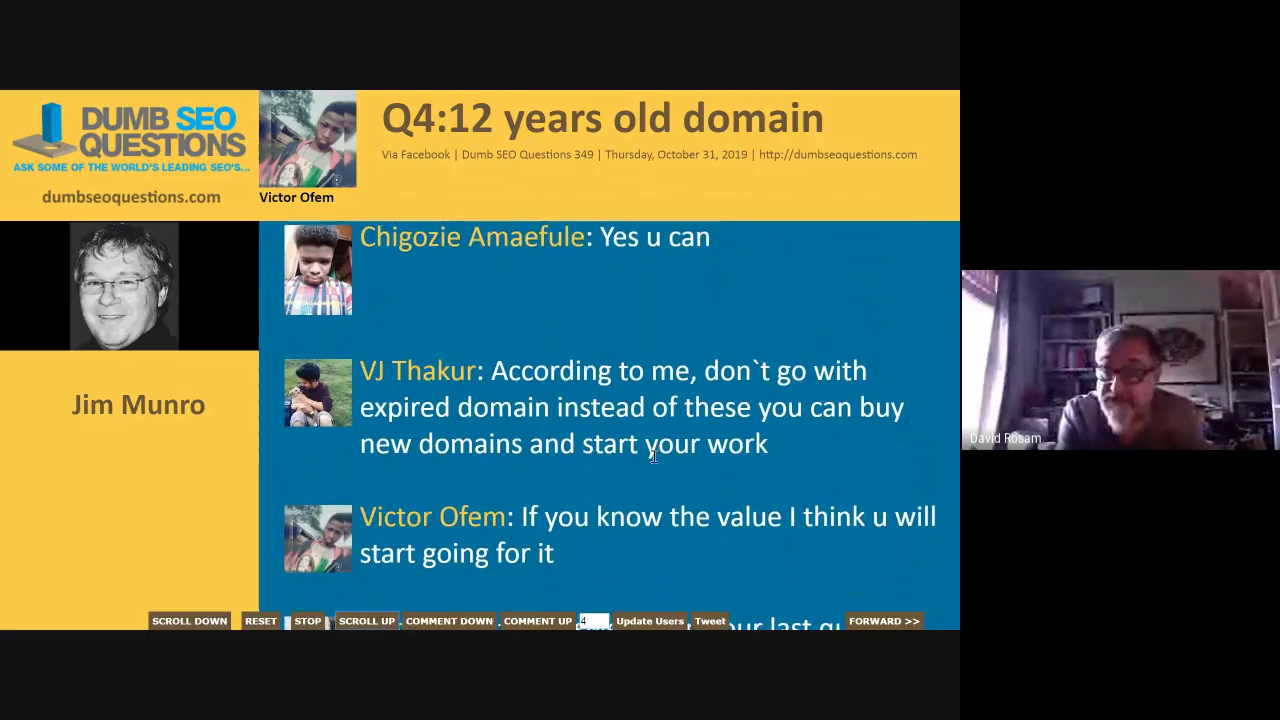 DUMB SEO
QUESTIONS
ASK SOME OF THE WORLD'S LEADING SEO'S...
dumbseoquestions.com
Victor Ofem
Q4:12 years old domain
Via Facebook | Dumb SEO Questions 349 | Thursday, October 31, 2019 | http://dumbseoquestions.com
Jim Munro
Chigozie Amaefule: Yes u can
VJ Thakur: According to me, don`t go with
expired domain instead of these you can buy
new domains and start your work
Victor Ofem: If you know the value I think u will
start going for it
SCROLL DOWN RESET STOP SCROLL UP COMMENT DOWN COMMENT UP 4 Update Users Tweet FORWARD >>
David Rosam